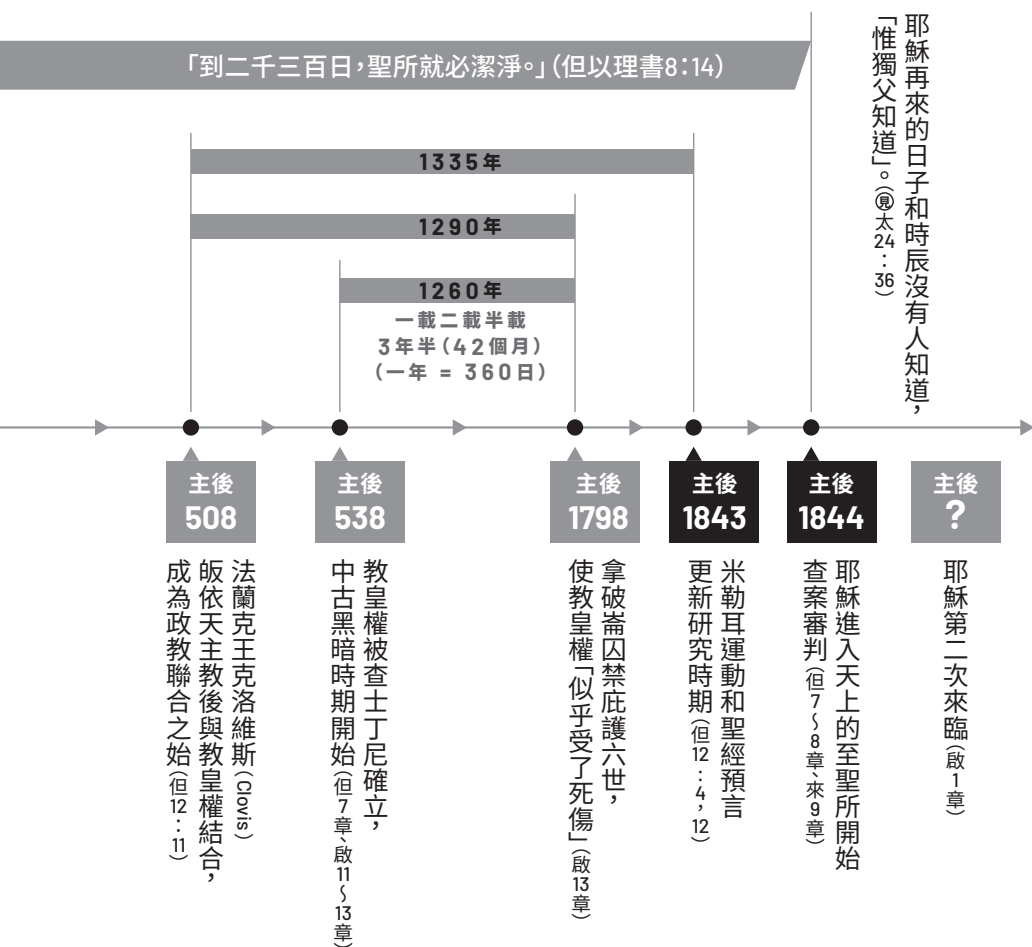 「到二千三百日，聖所就必潔淨。」（但以理書8：14）
耶穌再來的日子和時辰沒有人知道，
「惟獨父知道」。（見太24：36）
1335年
1290年
1260年
一載二載半載
3年半（42個月）
（一年 = 360日）
主後
508
法蘭克王克洛維斯（Clovis）
皈依天主教後與教皇權結合，
成為政教聯合之始（但12：11）
主後
538
教皇權被查士丁尼確立，
中古黑暗時期開始（但7章、啟11～13章）
主後
1798
拿破崙囚禁庇護六世，
使教皇權「似乎受了死傷」（啟13章）
主後
1843
米勒耳運動和聖經預言
更新研究時期（但12：4，12）
主後
1844
耶穌進入天上的至聖所開始
查案審判（但7～8章、來9章）
主後
?
耶穌第二次來臨（啟1章）